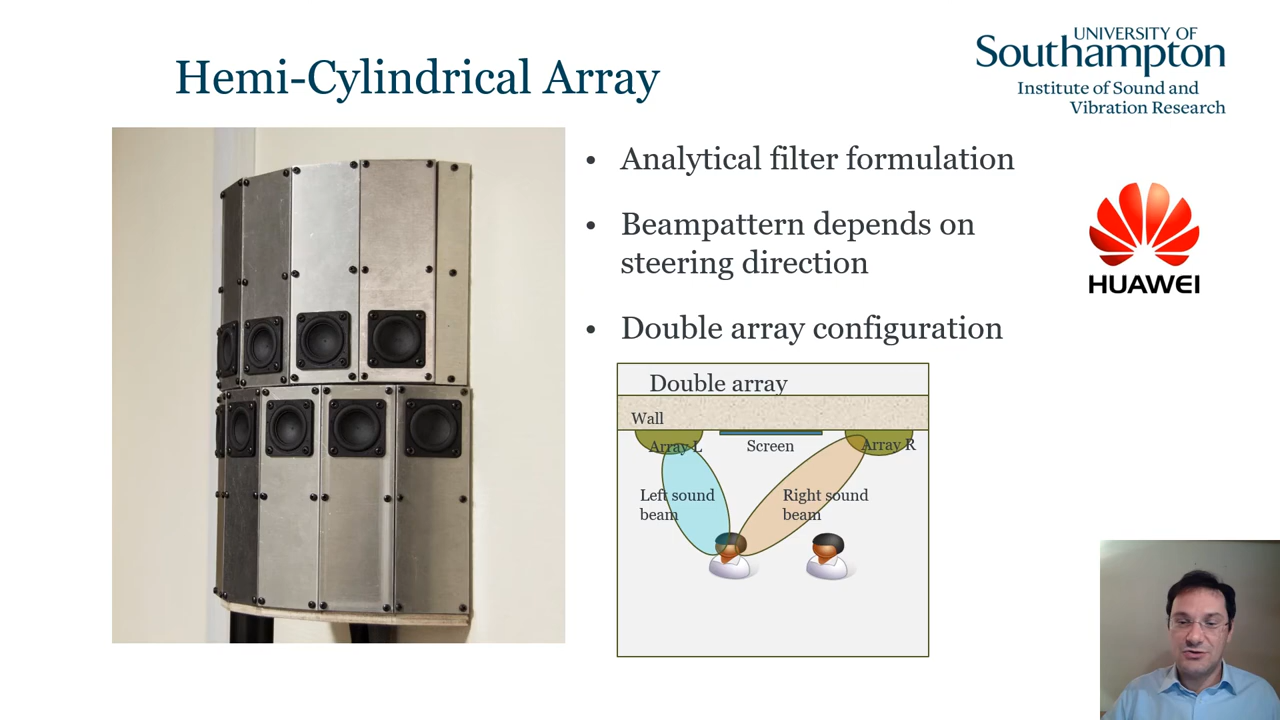 Hemi-Cylindrical Array
UNIVERSITY OF
Southampton
Institute of Sound and
Vibration Research
• Analytical filter formulation
• Beampattern depends on
steering direction
• Double array configuration
HUAWEI
Double array
Wall
Array L
Screen
Array R
Left sound
beam
Right sound
beam